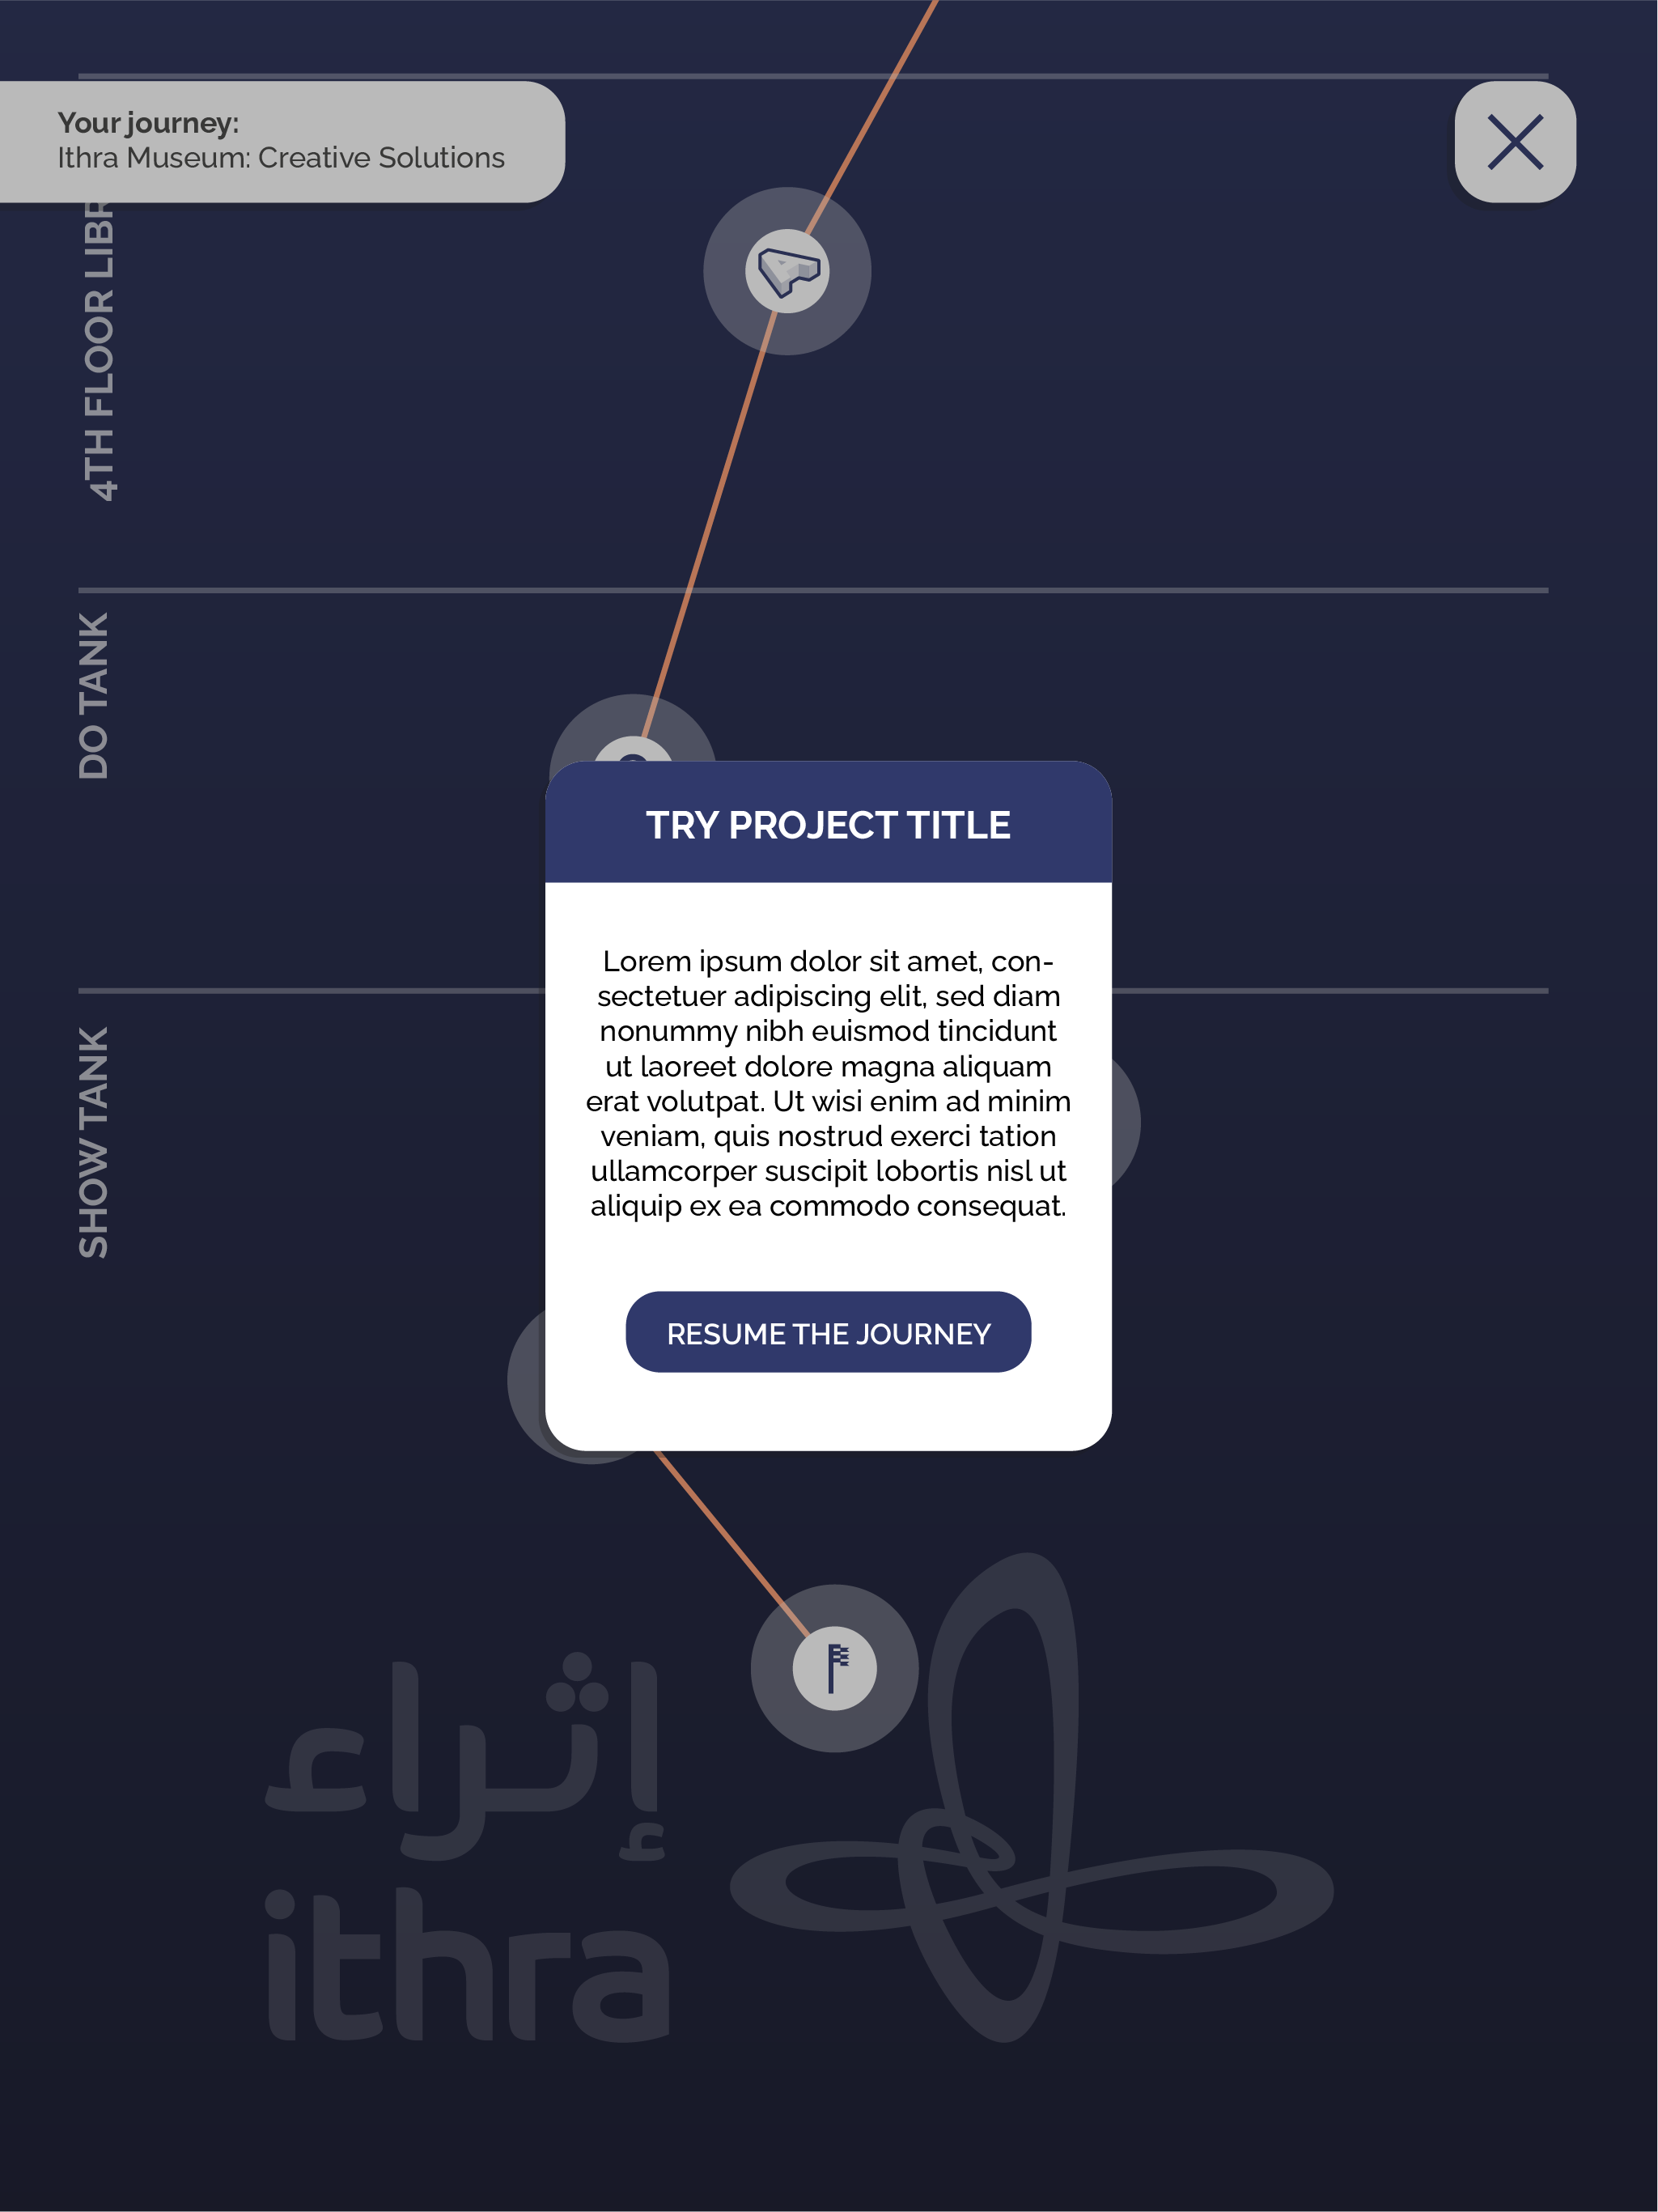 Your journey:
Ithra Museum: Creative Solutions
4TH FLOOR
DO TANK
TRY PROJECT TITLE
Lorem ipsum dolor sit amet, con-
sectetuer adipiscing elit, sed diam
nonummy nibh euismod tincidunt
ut laoreet dolore magna aliquam
erat volutpat. Ut wisi enim ad minim
veniam, quis nostrud exerci tation
ullamcorper suscipit lobortis nisl ut
aliquip ex ea commodo consequat.
SHOW TANK
RESUME THE JOURNEY
إثراء
ithra